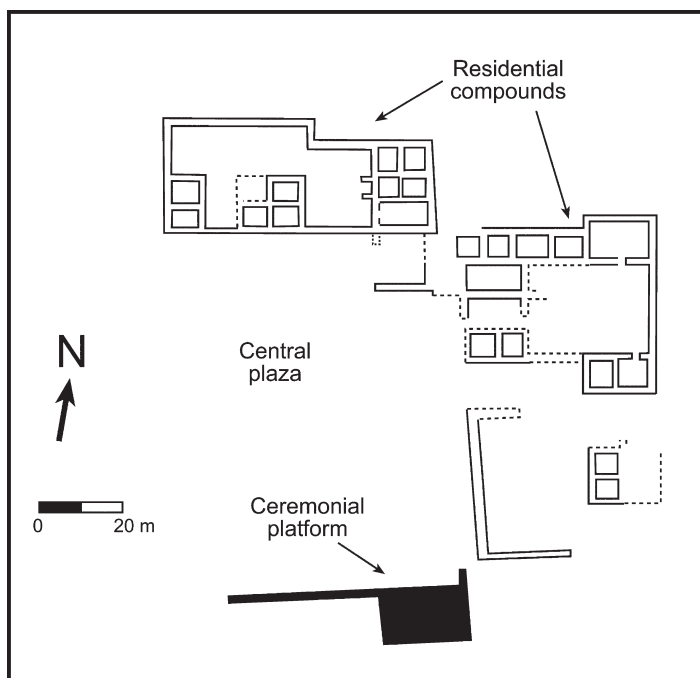 Residential
compounds
N
Central
plaza
Ceremonial
platform
0 20 m